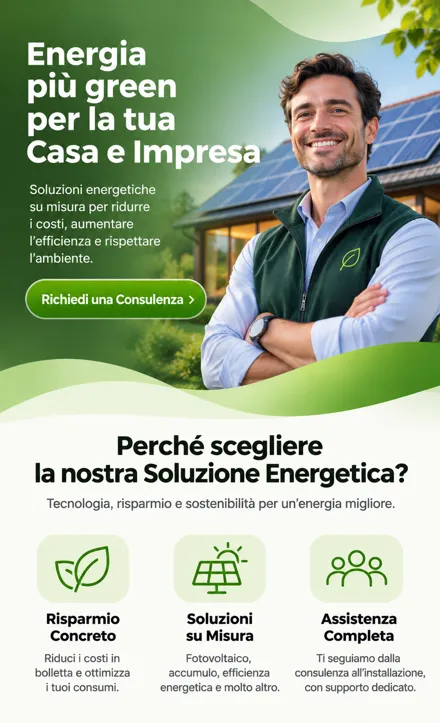 Energia
più green
per la tua
Casa e Impresa
Soluzioni energetiche
su misura per ridurre
i costi, aumentare
l'efficienza e rispettare
l'ambiente.
Richiedi una Consulenza >
Perché scegliere
la nostra Soluzione Energetica?
Tecnologia, risparmio e sostenibilità per un'energia migliore.
Risparmio
Concreto
Riduci i costi in
bolletta e ottimizza
i tuoi consumi.
Soluzioni
su Misura
Fotovoltaico,
accumulo, efficienza
energetica e molto altro.
Assistenza
Completa
Ti seguiamo dalla
consulenza all'installazione,
con supporto dedicato.